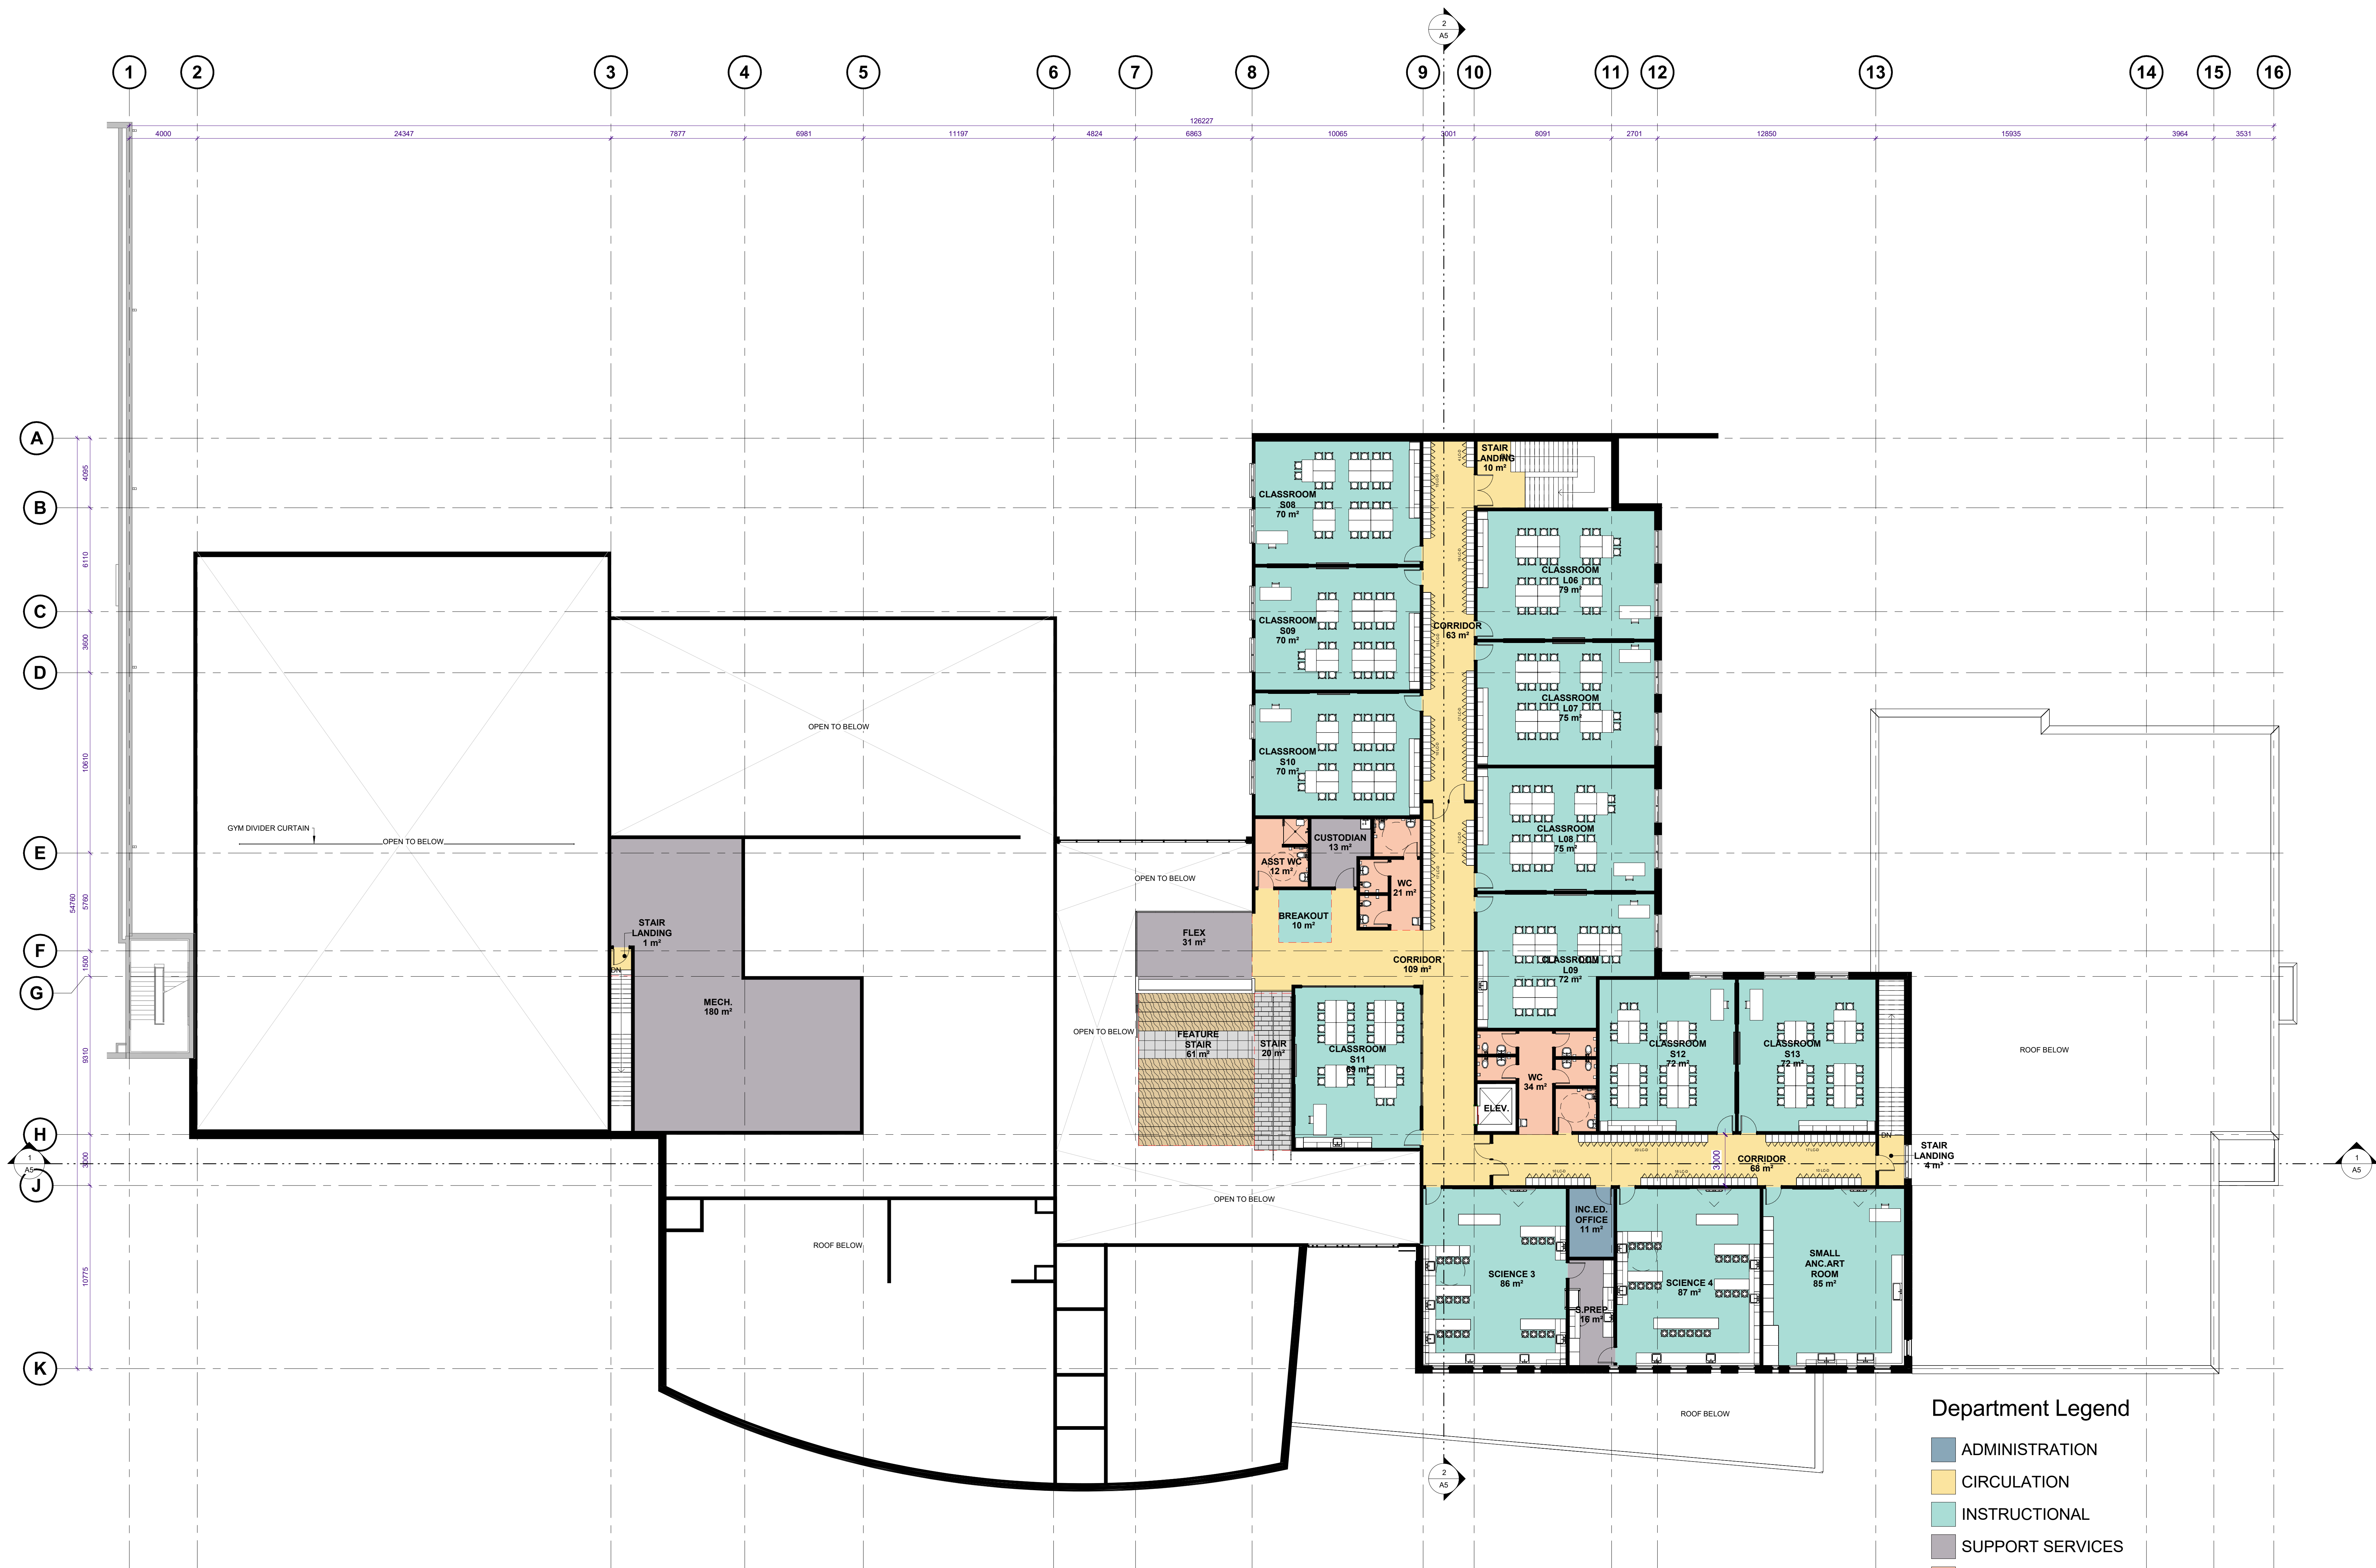 2
A5
1
2
3
4
5
6
7
8
9
10
11
12
13
14
15
16
126227
4000
24347
7877
6981
11197
4824
6863
10065
3001
8091
2701
12850
15935
3964
3531
A
B
C
D
E
F
G
H
J
K
4095
6110
3600
10610
54760
5760
1500
9310
3000
10775
STAIR
LANDING
10 m²
CLASSROOM
S08
70 m²
CLASSROOM
L06
79 m²
CLASSROOM
S09
70 m²
CORRIDOR
63 m²
CLASSROOM
L07
75 m²
OPEN TO BELOW
CLASSROOM
S10
70 m²
GYM DIVIDER CURTAIN
OPEN TO BELOW
CUSTODIAN
13 m²
CLASSROOM
L08
75 m²
ASST WC
12 m²
OPEN TO BELOW
WC
21 m²
BREAKOUT
10 m²
STAIR
LANDING
1 m²
DN
FLEX
31 m²
CORRIDOR
109 m²
CLASSROOM
L09
72 m²
MECH.
180 m²
OPEN TO BELOW
FEATURE
STAIR
61 m²
STAIR
20 m²
CLASSROOM
S11
69 m²
CLASSROOM
S12
72 m²
CLASSROOM
S13
72 m²
ROOF BELOW
WC
34 m²
ELEV.
DN
STAIR
LANDING
4 m²
20 LC-D
17 LC-D
3000
CORRIDOR
68 m²
1
A5
1
A5
OPEN TO BELOW
INC.ED.
OFFICE
11 m²
ROOF BELOW
SCIENCE 3
86 m²
SCIENCE 4
87 m²
SMALL
ANC.ART
ROOM
85 m²
S.PREP
16 m²
ROOF BELOW
2
A5
Department Legend
ADMINISTRATION
CIRCULATION
INSTRUCTIONAL
SUPPORT SERVICES